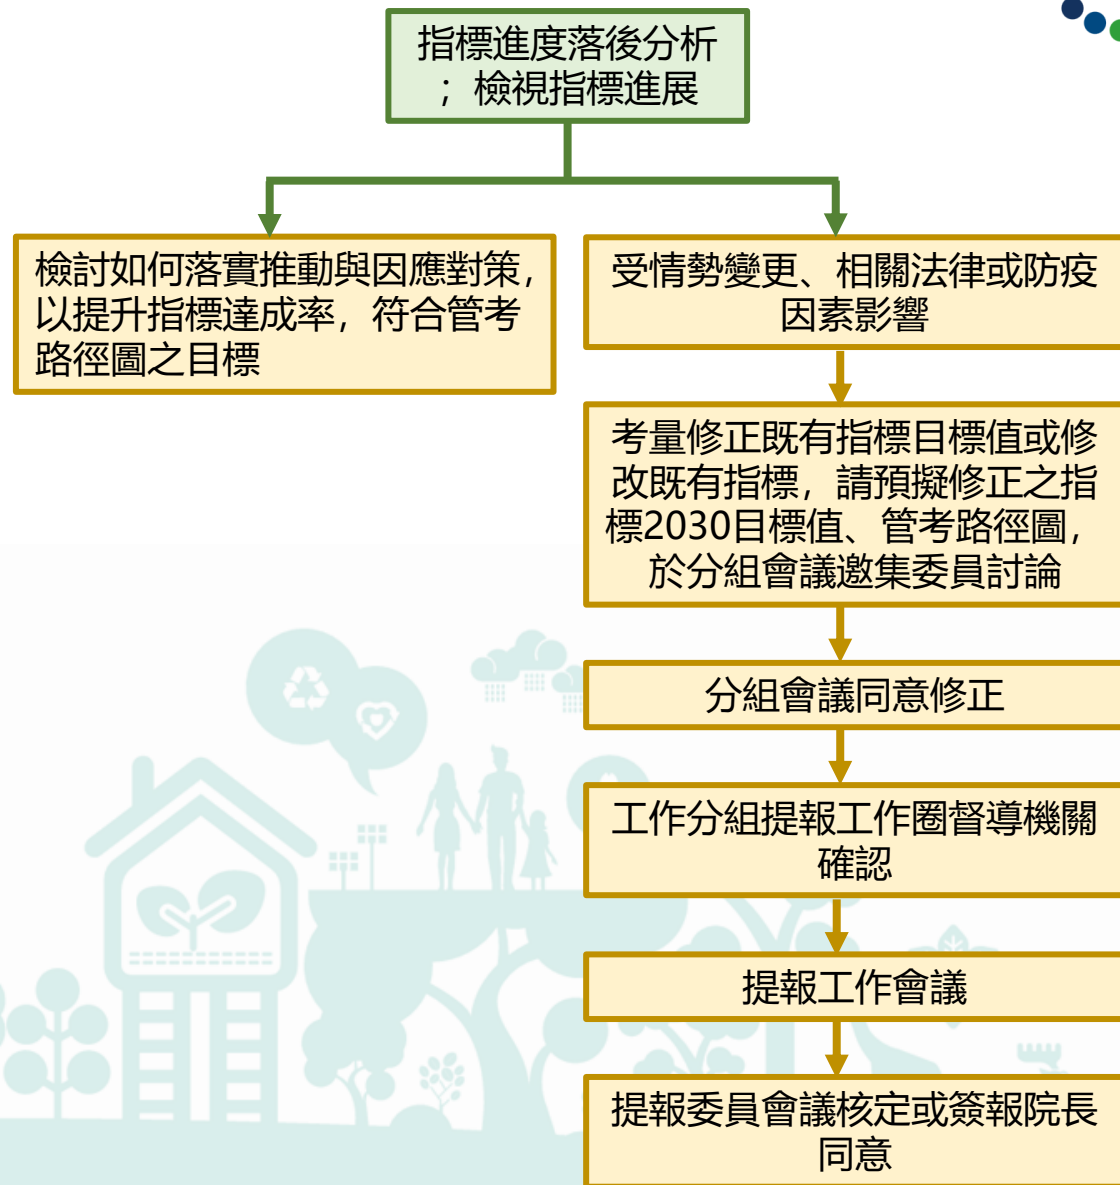 指標進度落後分析
；檢視指標進展
檢討如何落實推動與因應對策，
以提升指標達成率，符合管考
路徑圖之目標
受情勢變更、相關法律或防疫
因素影響
考量修正既有指標目標值或修
改既有指標，請預擬修正之指
標2030目標值、管考路徑圖，
於分組會議邀集委員討論
分組會議同意修正
工作分組提報工作圈督導機關
確認
提報工作會議
提報委員會議核定或簽報院長
同意